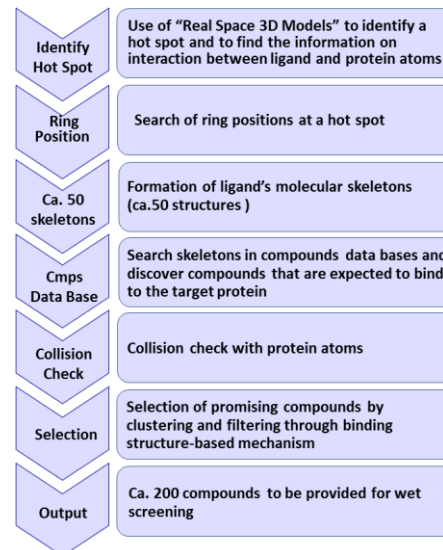 Identify
Hot Spot
Use of “Real Space 3D Models” to identify a
hot spot and to find the information on
interaction between ligand and protein atoms
Ring
Position
Search of ring positions at a hot spot
Ca. 50
skeletons
Formation of ligand’s molecular skeletons
(ca.50 structures )
Cmps
Data Base
Search skeletons in compounds data bases and
discover compounds that are expected to bind
to the target protein
Collision
Check
Collision check with protein atoms
Selection
Selection of promising compounds by
clustering and filtering through binding
structure-based mechanism
Output
Ca. 200 compounds to be provided for wet
screening